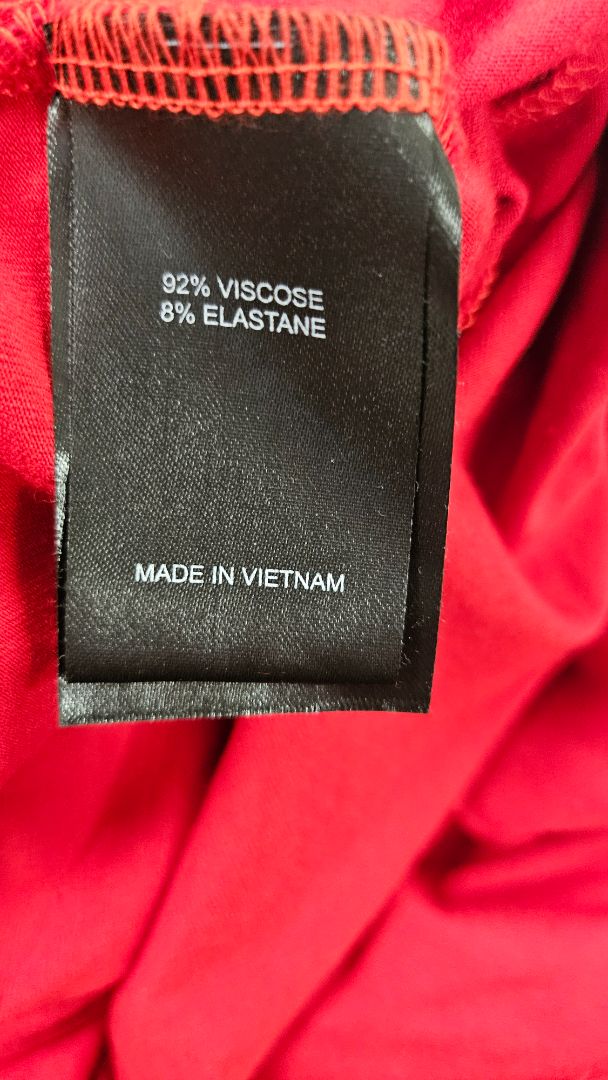 92% VISCOSE
8% ELASTANE
MADE IN VIETNAM